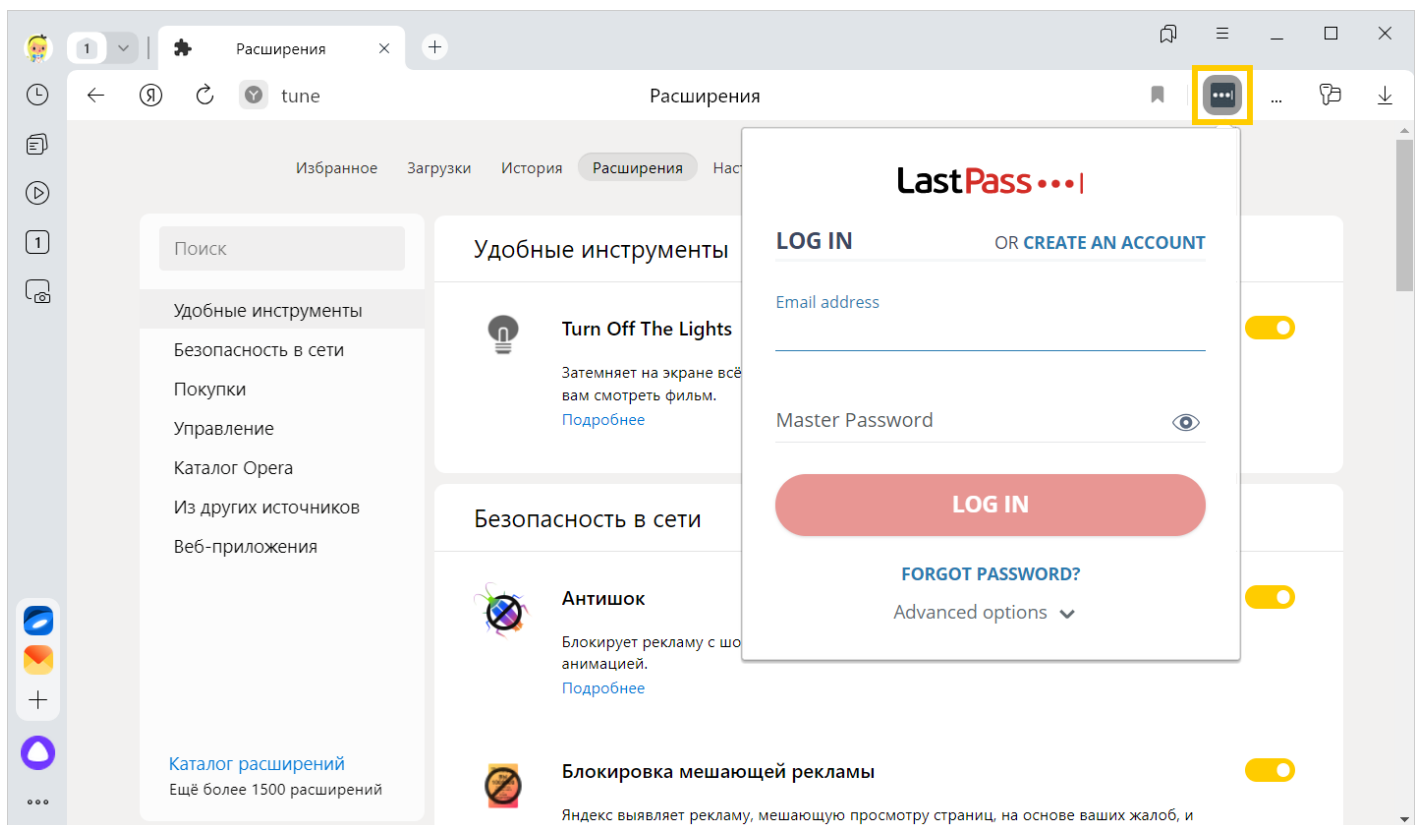 1
Расширения
Я
Y
tune
Расширения
...
Избранное
Загрузки
История
Расширения
Нас
1
Поиск
Удобные инструменты
Безопасность в сети
Покупки
Управление
Каталог Opera
Из других источников
Веб-приложения
Каталог расширений
Ещё более 1500 расширений
Удобные инструменты
Turn Off The Lights
Затемняет на экране всё
вам смотреть фильм.
Подробнее
Безопасность в сети
Антишок
Блокирует рекламу с шо
анимацией.
Подробнее
Блокировка мешающей рекламы
Яндекс выявляет рекламу, мешающую просмотру страниц, на основе ваших жалоб, и
LastPass
LOG IN
OR CREATE AN ACCOUNT
Email address
Master Password
LOG IN
FORGOT PASSWORD?
Advanced options